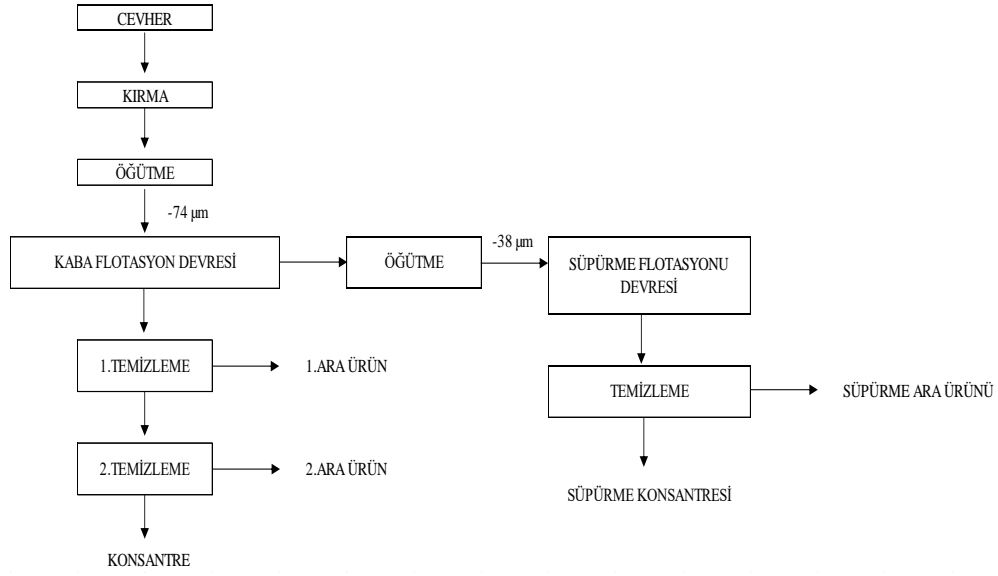 CEVHER
KIRMA
ÖĞÜTME
-74 µm
KABA FLOTASYON DEVRESİ
ÖĞÜTME
-38 µm
SÜPÜRME FLOTASYONU
DEVRESİ
1.TEMİZLEME
1.ARA ÜRÜN
TEMİZLEME
SÜPÜRME ARA ÜRÜNÜ
2.TEMİZLEME
2.ARA ÜRÜN
SÜPÜRME KONSANTRESİ
KONSANTRE